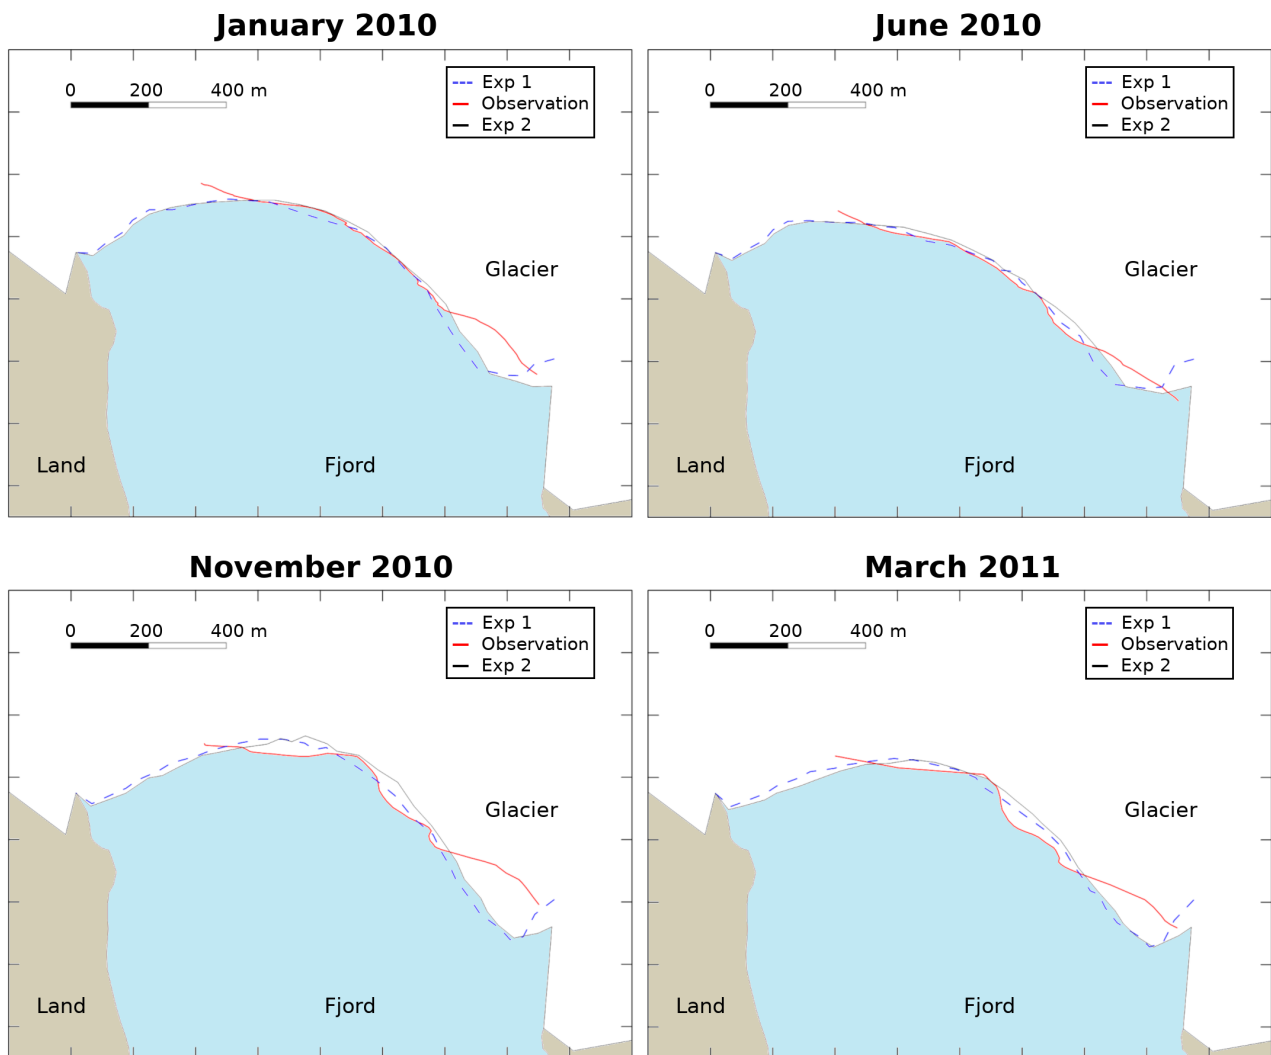 January 2010
0 200 400 m
Exp 1
Observation
Exp 2
Glacier
Land
Fjord
June 2010
0 200 400 m
Exp 1
Observation
Exp 2
Glacier
Land
Fjord
November 2010
0 200 400 m
Exp 1
Observation
Exp 2
Glacier
Land
Fjord
March 2011
0 200 400 m
Exp 1
Observation
Exp 2
Glacier
Land
Fjord